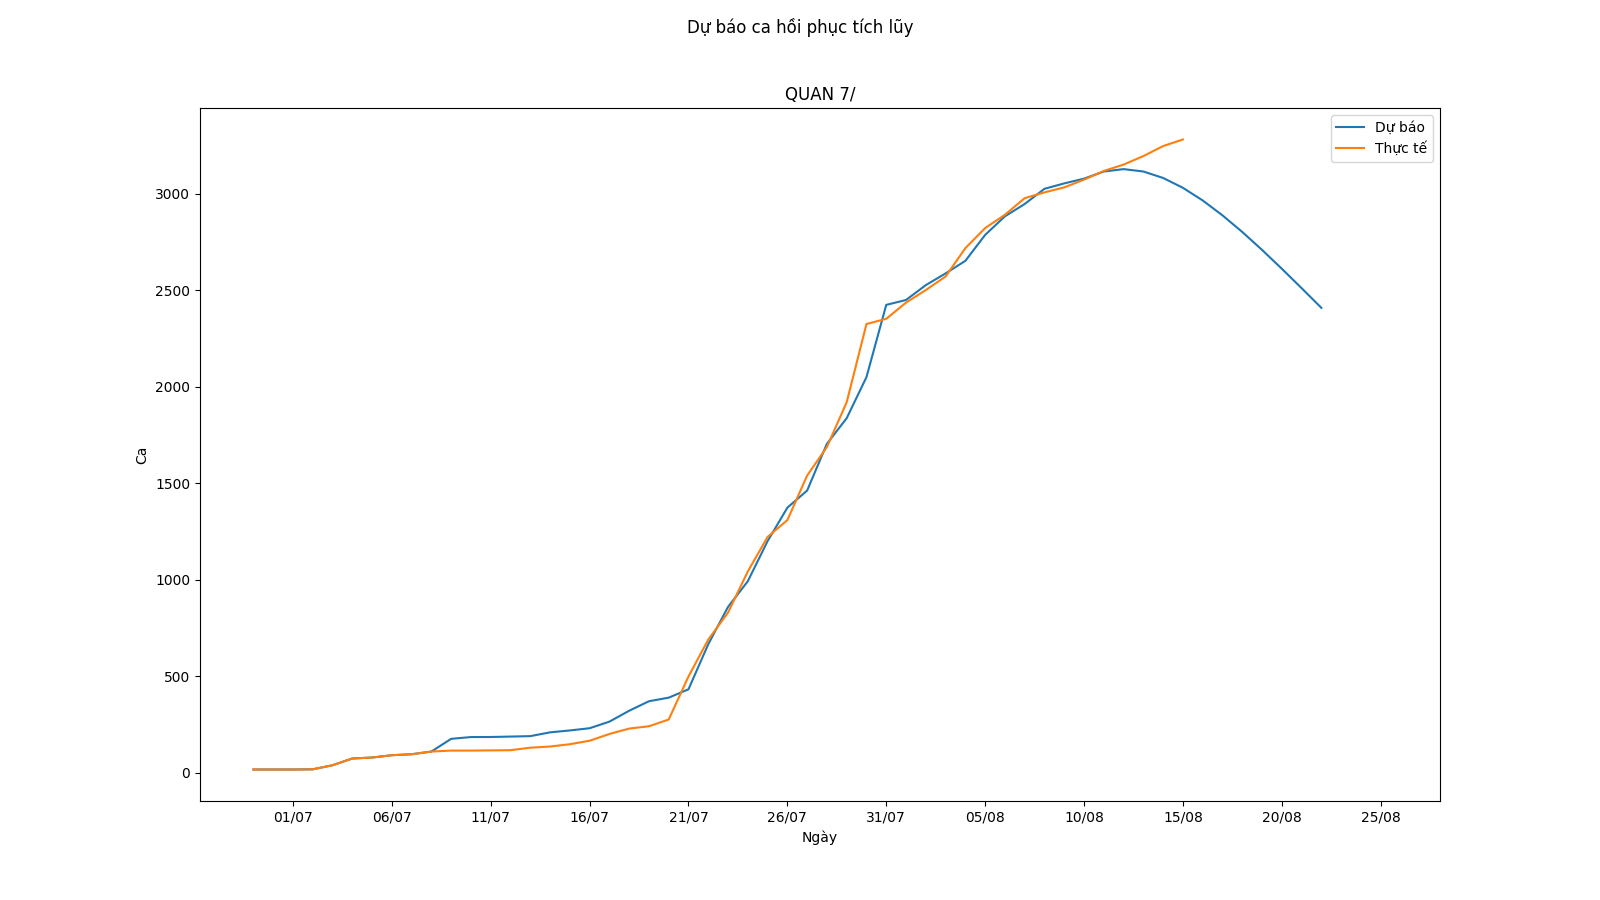 Dự báo ca hồi phục tích lũy
QUAN 7/
Dự báo
Thực tế
3000
2500
2000
1500
1000
500
0
Ca
01/07 06/07 11/07 16/07 21/07 26/07 31/07 05/08 10/08 15/08 20/08 25/08
Ngày